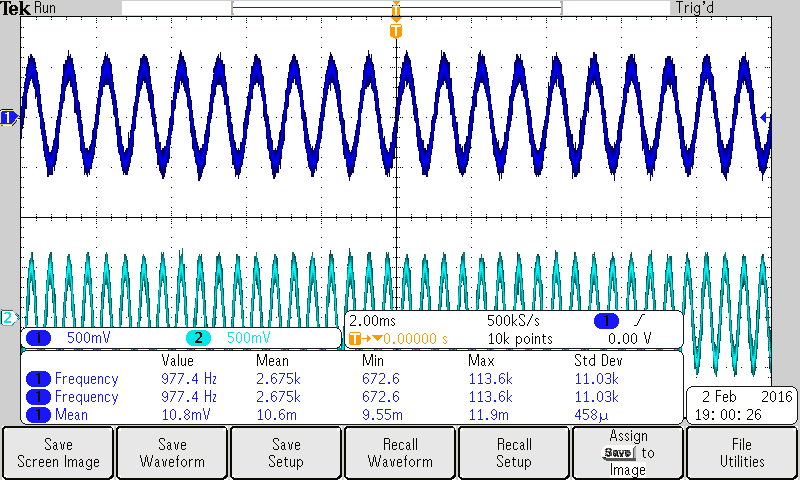 Tek Run Trig'd
T
T
1
2
1 500mV 2 500mV
2.00ms 500kS/s 1 0.00 V
T→▼0.00000 s 10k points
Value Mean Min Max Std Dev
1 Frequency 977.4 Hz 2.675k 672.6 113.6k 11.03k
1 Frequency 977.4 Hz 2.675k 672.6 113.6k 11.03k
1 Mean 10.8mV 10.6m 9.55m 11.9m 458µ
2 Feb 2016
19:00:26
Save Screen Image
Save Waveform
Save Setup
Recall Waveform
Recall Setup
Assign Save to Image
File Utilities